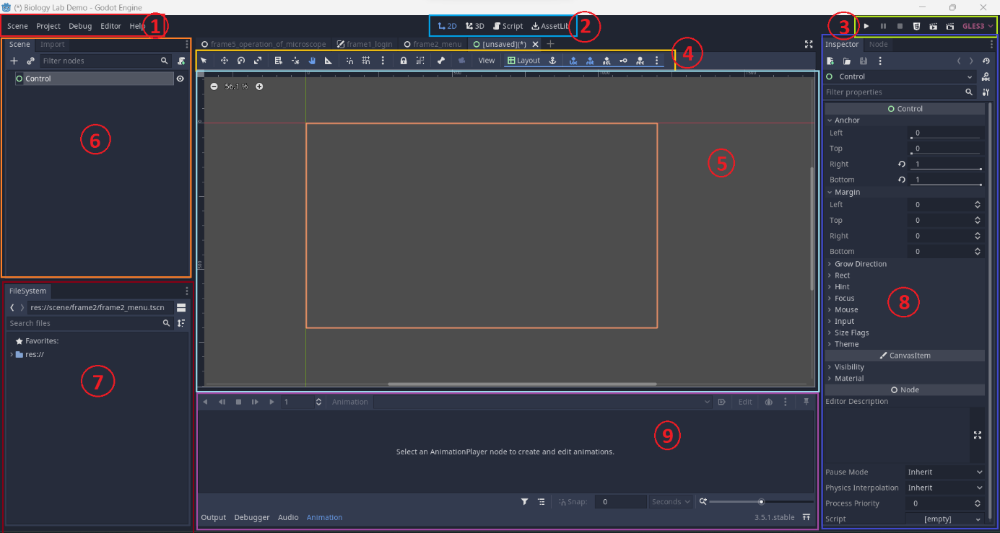 (*) Biology Lab Demo - Godot Engine
Scene Project Debug Editor Help 1
2D 3D Script AssetLib 2
3 GLES3
Scene Import
Filter nodes
Control
6
frame5_operation_of_microscope frame1_login frame2_menu [unsaved](*)
View Layout 4
0 500 1000 1500
56.1 %
0
500
5
FileSystem
res://scene/frame2/frame2_menu.tscn
Search files
Favorites:
res://
7
1 Animation Edit
9
Select an AnimationPlayer node to create and edit animations.
Snap: 0 Seconds
Output Debugger Audio Animation 3.5.1.stable
Inspector Node
Control
Filter properties
Control
Anchor
Left 0
Top 0
Right 1
Bottom 1
Margin
Left 0
Top 0
Right 0
Bottom 0
Grow Direction
Rect
Hint
Focus
Mouse
Input
Size Flags
Theme
8
CanvasItem
Visibility
Material
Node
Editor Description
Pause Mode Inherit
Physics Interpolation Inherit
Process Priority 0
Script [empty]